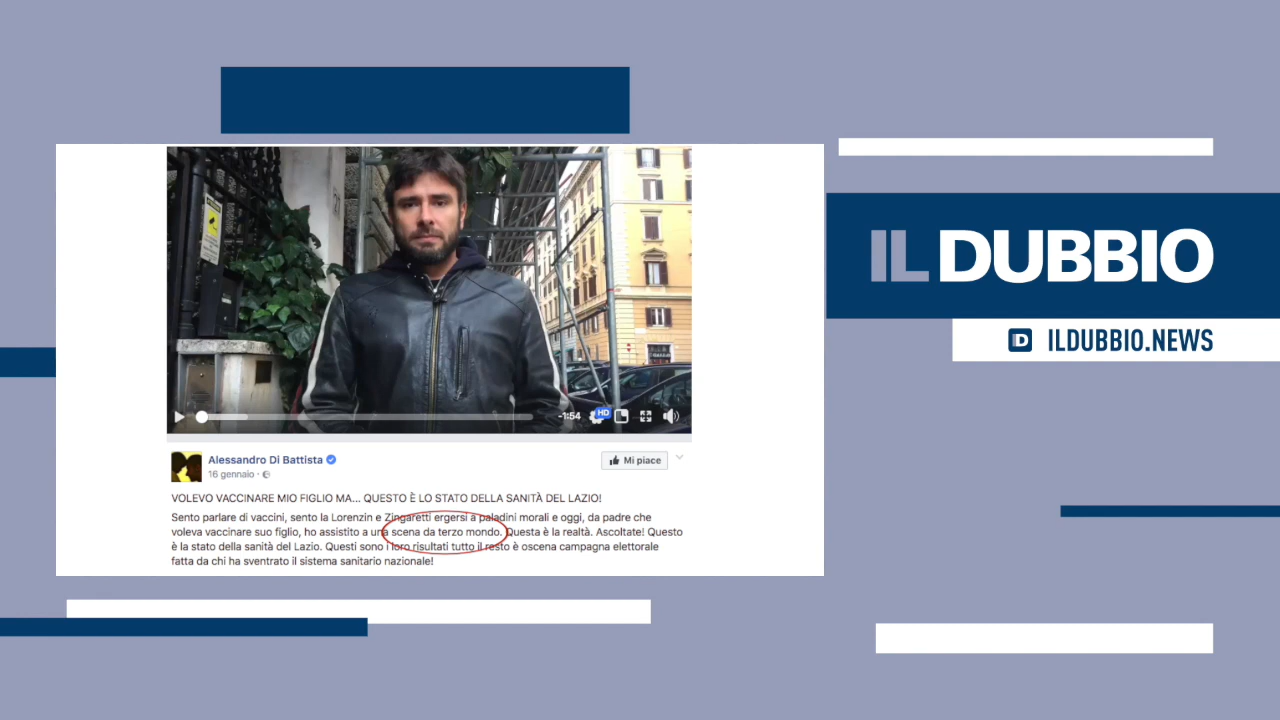 -1:54
HD
Alessandro Di Battista
16 gennaio ·
Mi piace
VOLEVO VACCINARE MIO FIGLIO MA... QUESTO È LO STATO DELLA SANITÀ DEL LAZIO!
Sento parlare di vaccini, sento la Lorenzin e Zingaretti ergersi a paladini morali e oggi, da padre che
voleva vaccinare suo figlio, ho assistito a una scena da terzo mondo. Questa è la realtà. Ascoltate! Questo
è la stato della sanità del Lazio. Questi sono i loro risultati tutto il resto è oscena campagna elettorale
fatta da chi ha sventrato il sistema sanitario nazionale!
IL DUBBIO
D ILDUBBIO.NEWS